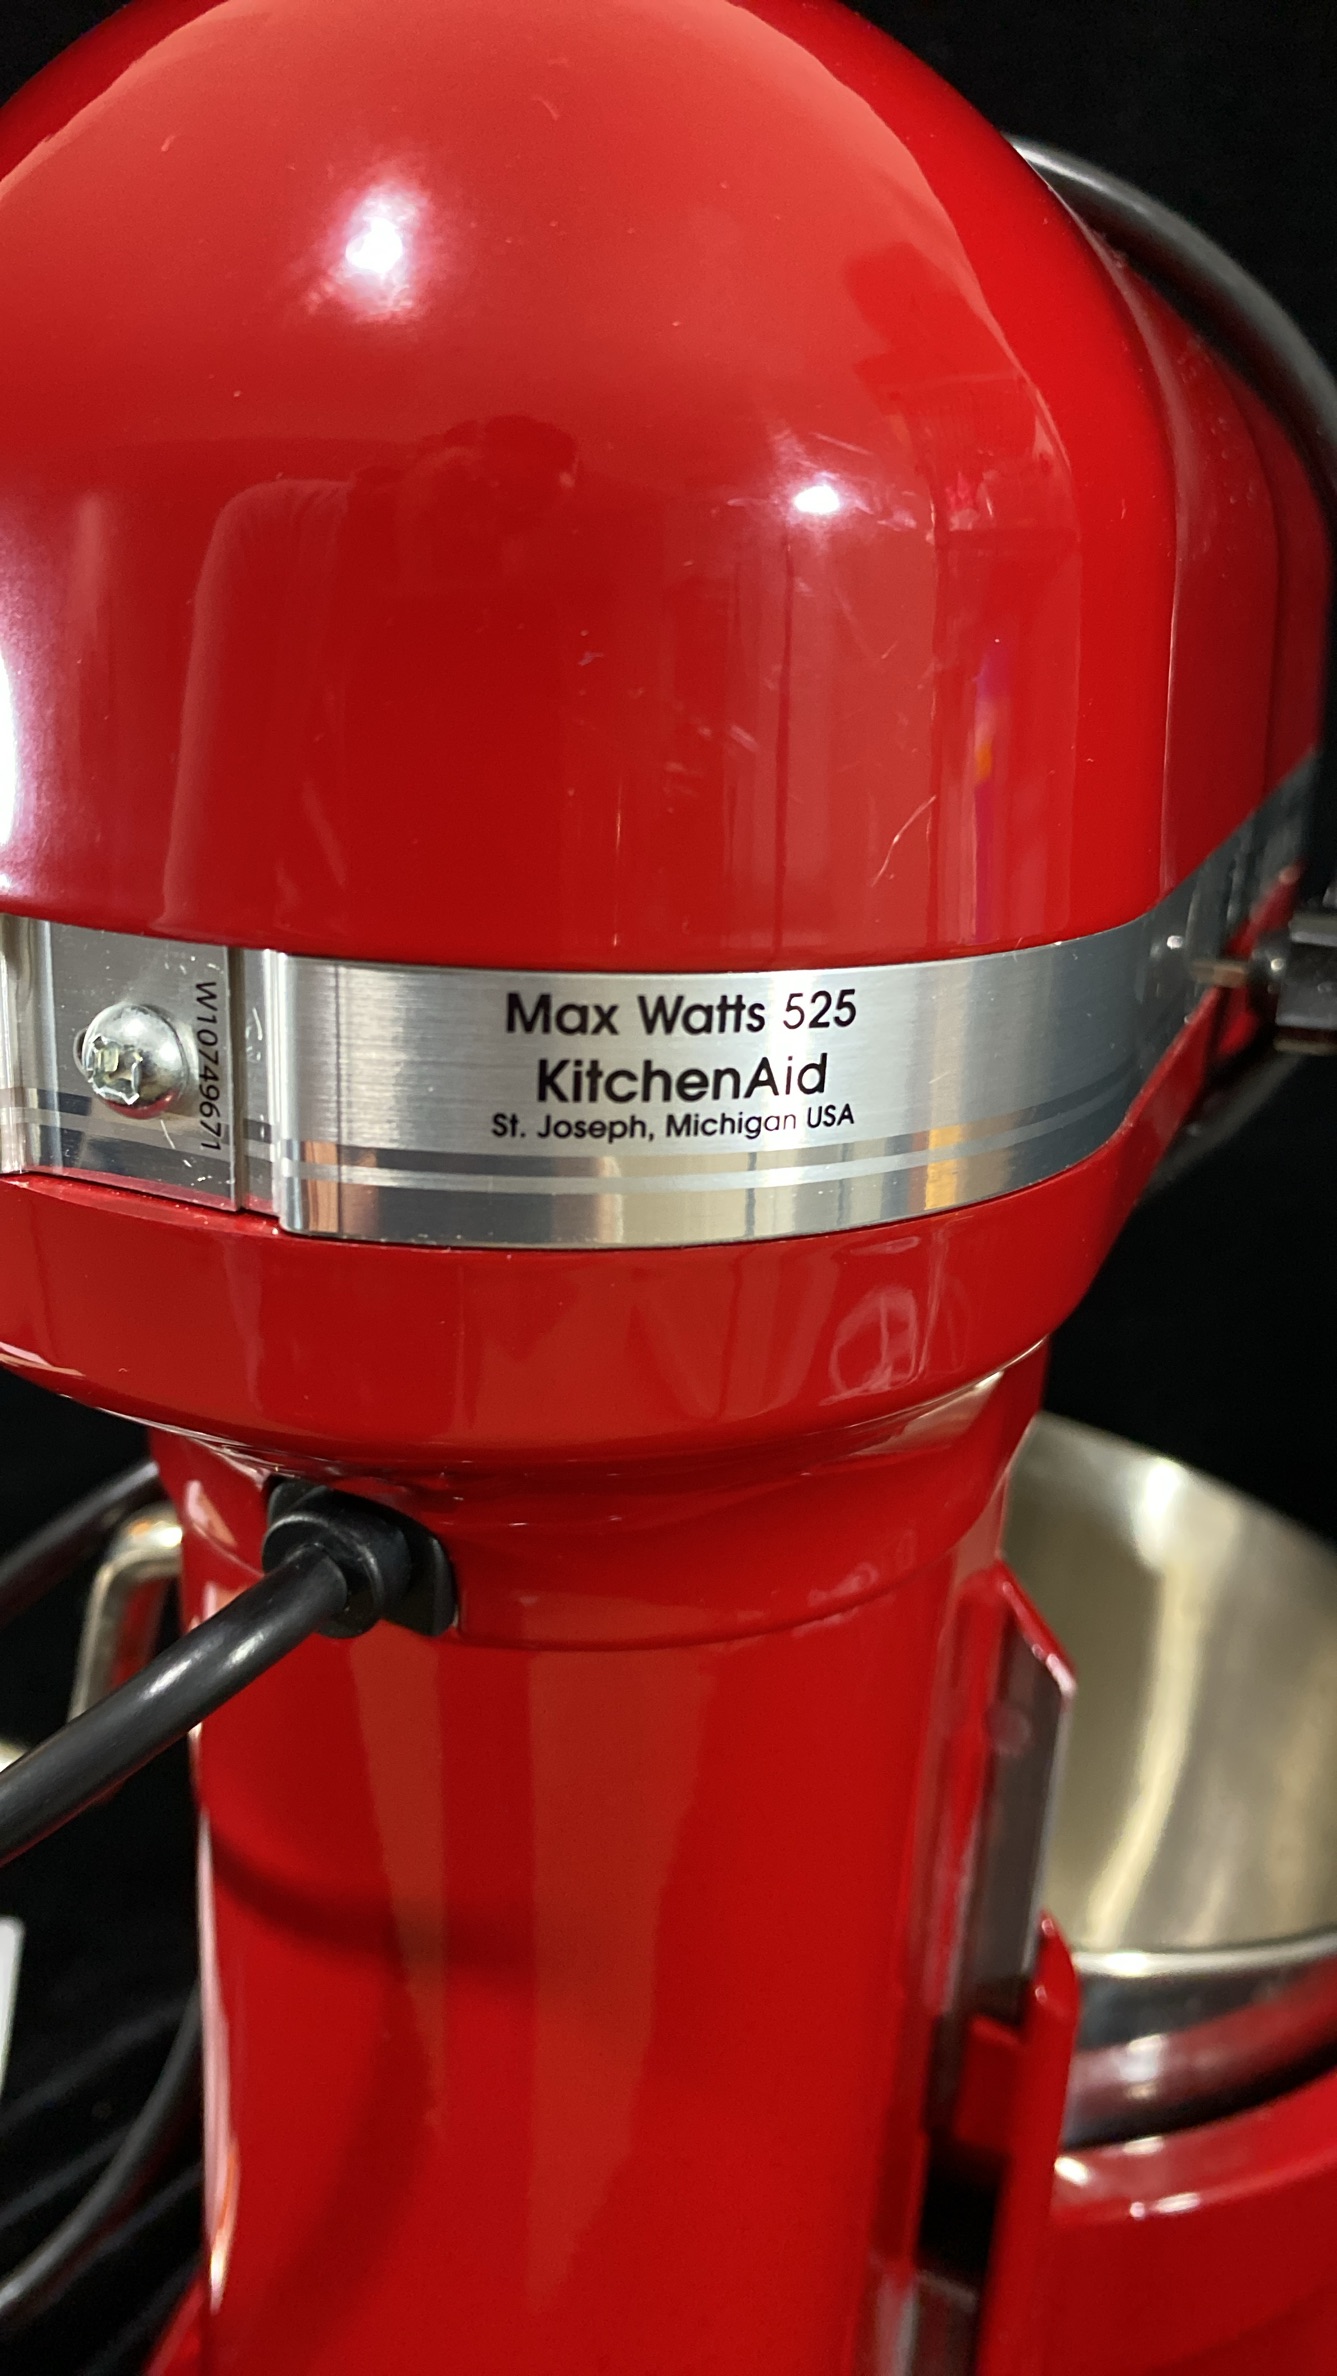 W10749671
Max Watts 525
KitchenAid
St. Joseph, Michigan USA